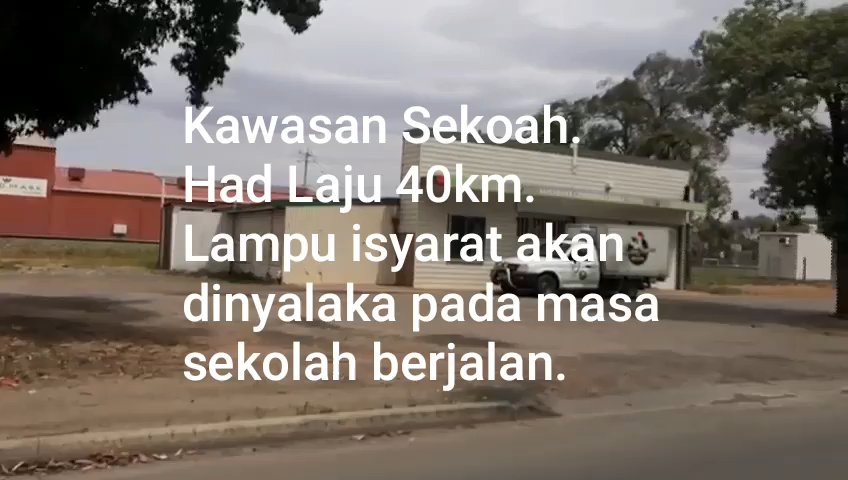 Kawasan Sekoah.
Had Laju 40km.
Lampu isyarat akan
dinyalaka pada masa
sekolah berjalan.